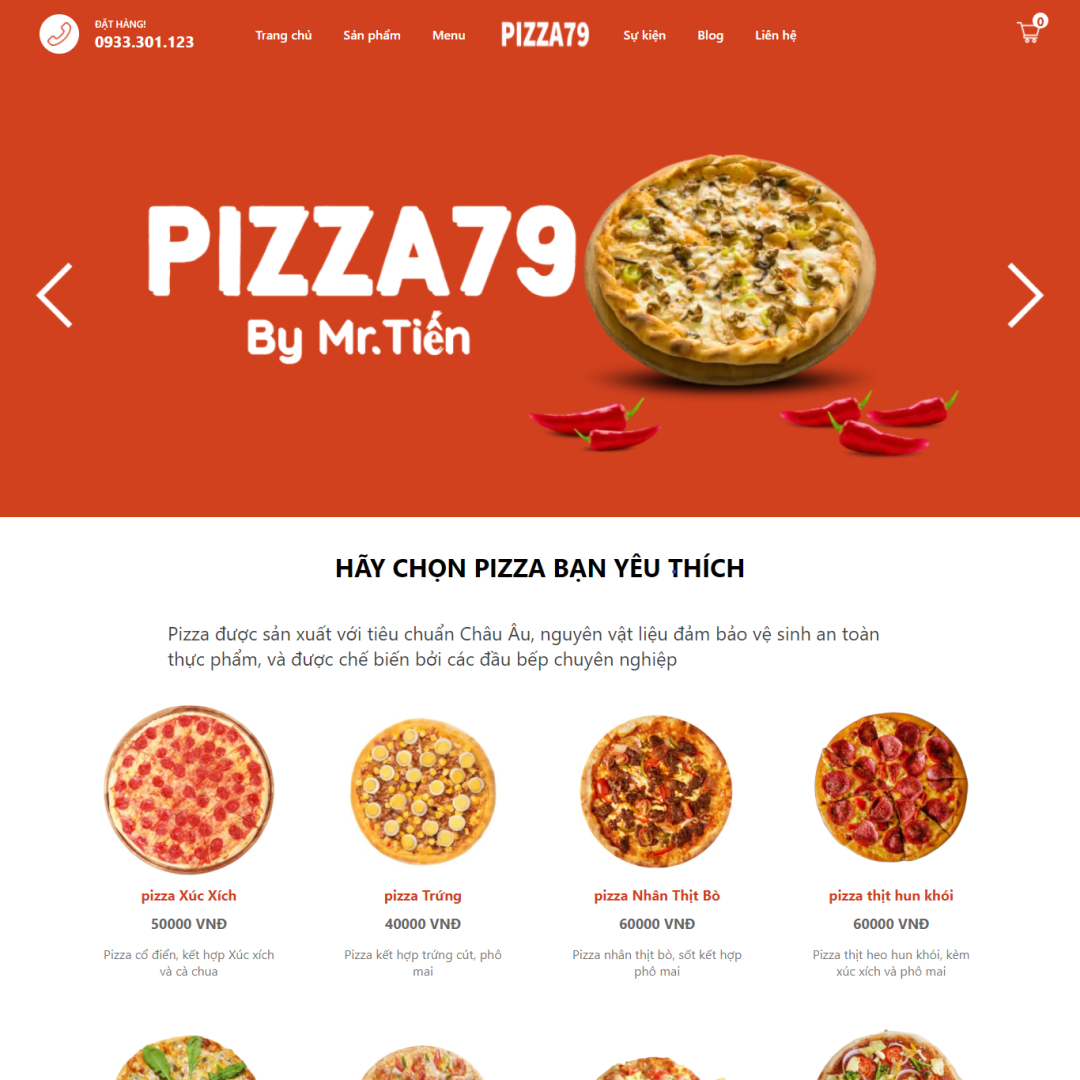 ĐẶT HÀNG!
0933.301.123
Trang chủ
Sản phẩm
Menu
PIZZA79
Sự kiện
Blog
Liên hệ
0
PIZZA79
By Mr.Tiến
HÃY CHỌN PIZZA BẠN YÊU THÍCH
Pizza được sản xuất với tiêu chuẩn Châu Âu, nguyên vật liệu đảm bảo vệ sinh an toàn
thực phẩm, và được chế biến bởi các đầu bếp chuyên nghiệp
pizza Xúc Xích
50000 VNĐ
Pizza cổ điển, kết hợp Xúc xích
và cà chua
pizza Trứng
40000 VNĐ
Pizza kết hợp trứng cút, phô
mai
pizza Nhân Thịt Bò
60000 VNĐ
Pizza nhân thịt bò, sốt kết hợp
phô mai
pizza thịt hun khói
60000 VNĐ
Pizza thịt heo hun khói, kèm
xúc xích và phô mai